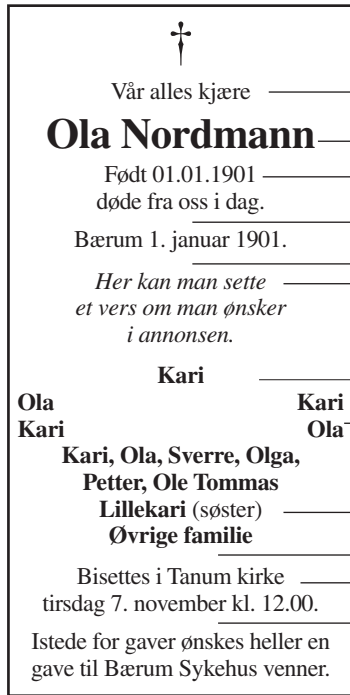 †
Vår alles kjære
Ola Nordmann
Født 01.01.1901
døde fra oss i dag.
Bærum 1. januar 1901.
Her kan man sette
et vers om man ønsker
i annonsen.
Kari
Ola Kari
Kari Ola
Kari, Ola, Sverre, Olga,
Petter, Ole Tommas
Lillekari (søster)
Øvrige familie
Bisettes i Tanum kirke
tirsdag 7. november kl. 12.00.
Istede for gaver ønskes heller en
gave til Bærum Sykehus venner.